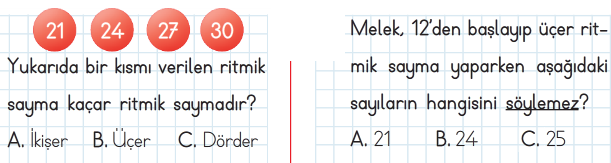 21 24 27 30
Yukarıda bir kısmı verilen ritmik
sayma kaçar ritmik saymadır?
A. İkişer B. Üçer C. Dörder
Melek, 12'den başlayıp üçer rit-
mik sayma yaparken aşağıdaki
sayıların hangisini söylemez?
A. 21 B. 24 C. 25